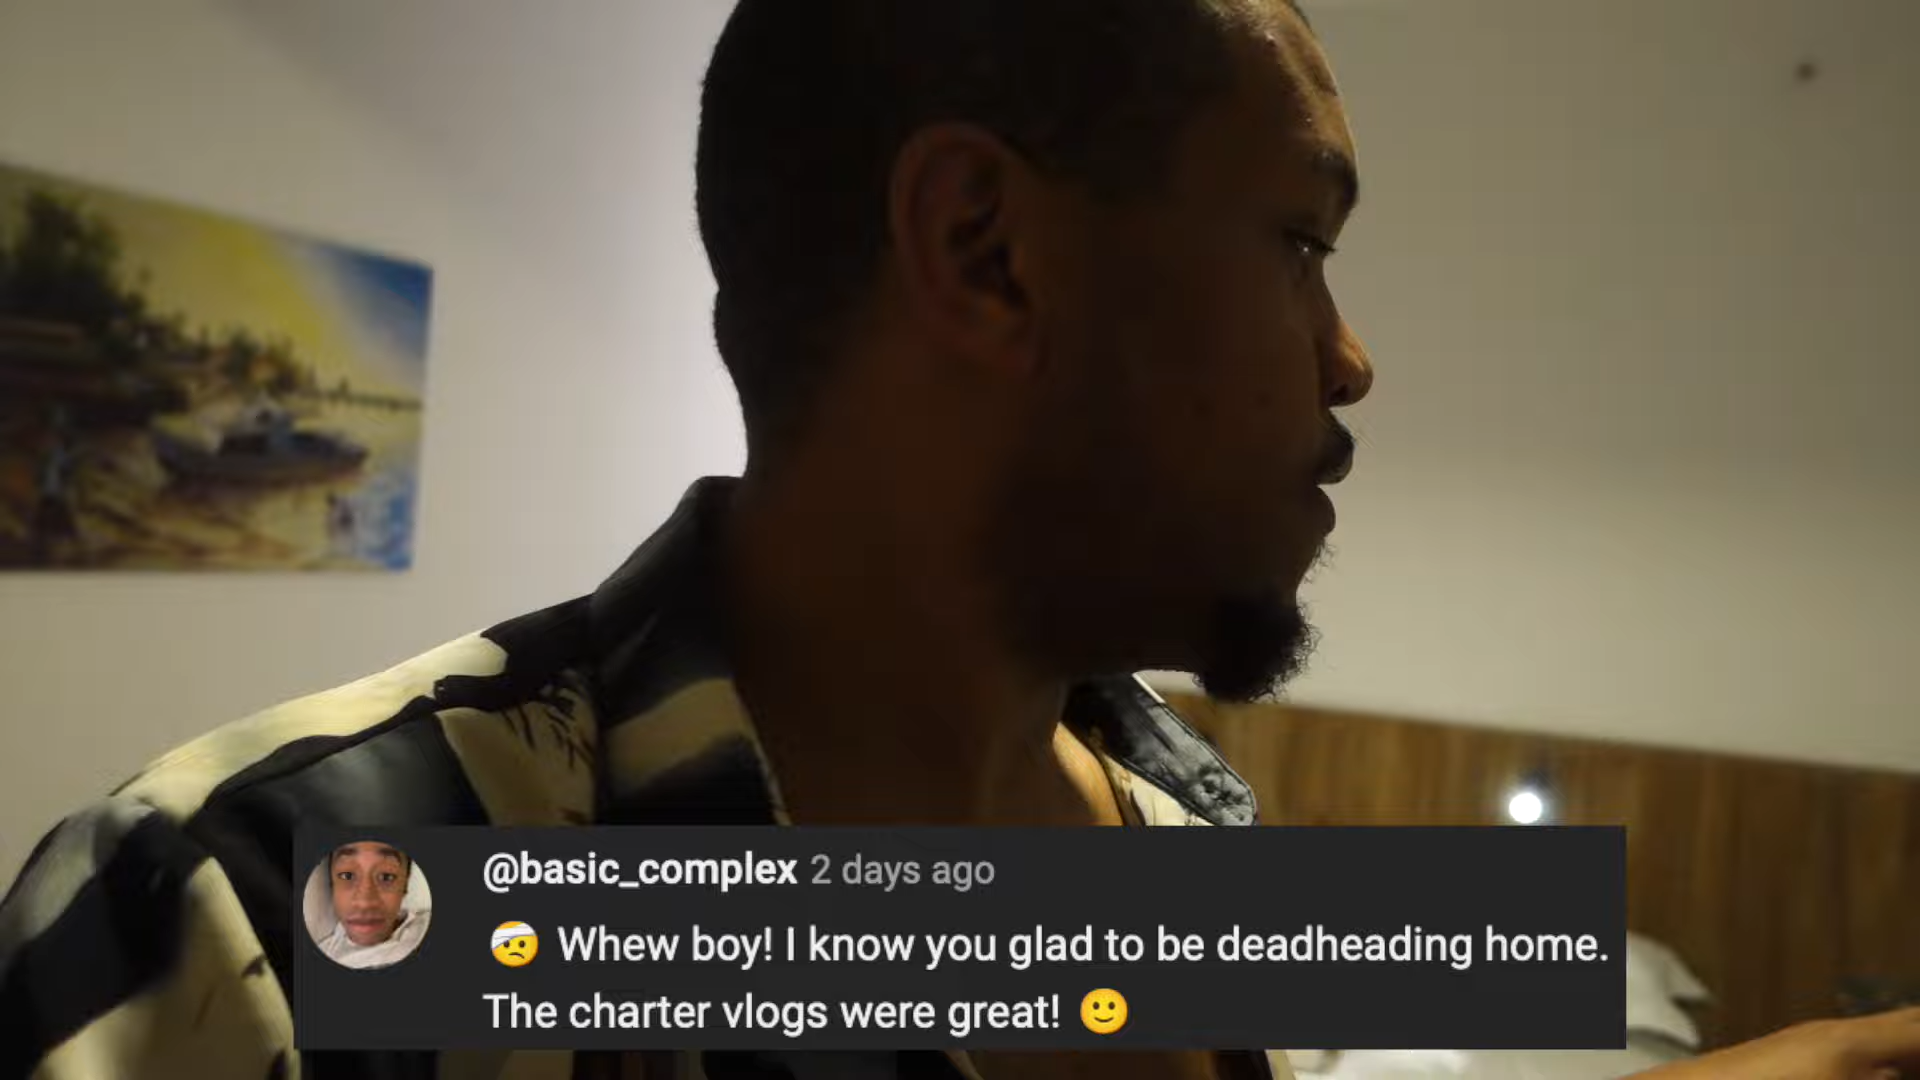 @basic_complex 2 days ago
🤕 Whew boy! I know you glad to be deadheading home.
The charter vlogs were great! 🙂